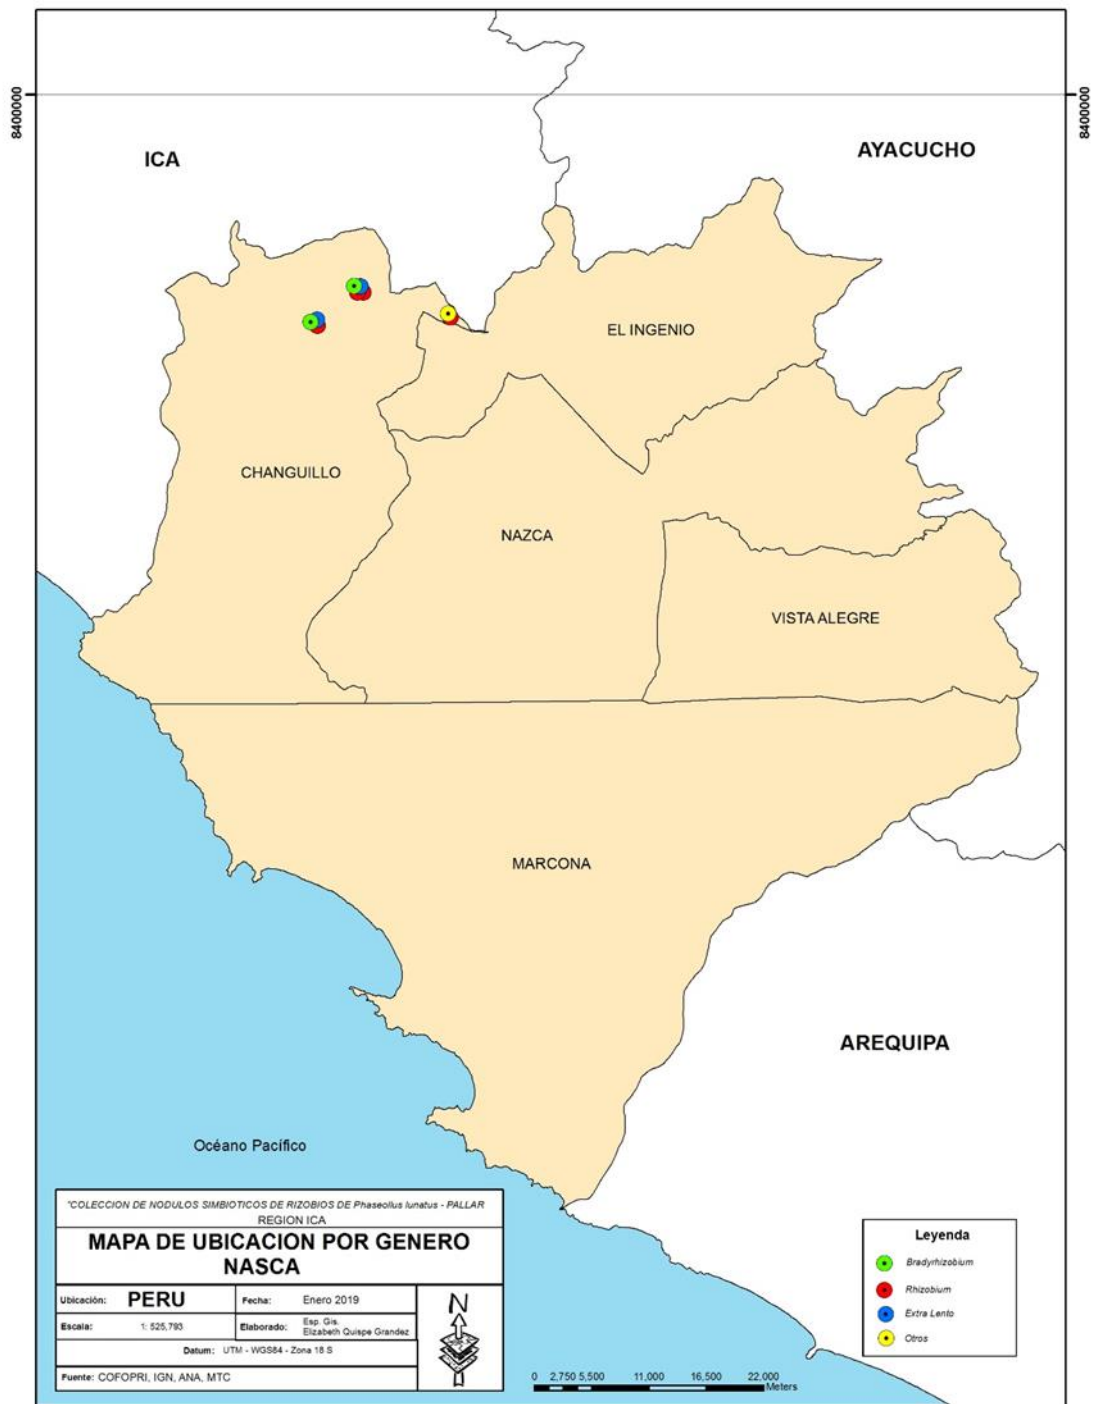 8400000
8400000
ICA
AYACUCHO
EL INGENIO
CHANGUILLO
NAZCA
VISTA ALEGRE
MARCONA
AREQUIPA
Océano Pacífico
"COLECCION DE NODULOS SIMBIOTICOS DE RIZOBIOS DE Phaseollus lunatus - PALLAR
REGION ICA
MAPA DE UBICACION POR GENERO
NASCA
Ubicación: PERU
Fecha: Enero 2019
Escala: 1: 525,793
Elaborado: Esp. Gis.
Elizabeth Quispe Grandez
Datum: UTM - WGS84 - Zona 18 S
Fuente: COFOPRI, IGN, ANA, MTC
N
0 2,750 5,500 11,000 16,500 22,000
Meters
Leyenda
Bradyrhizobium
Rhizobium
Extra Lento
Otros